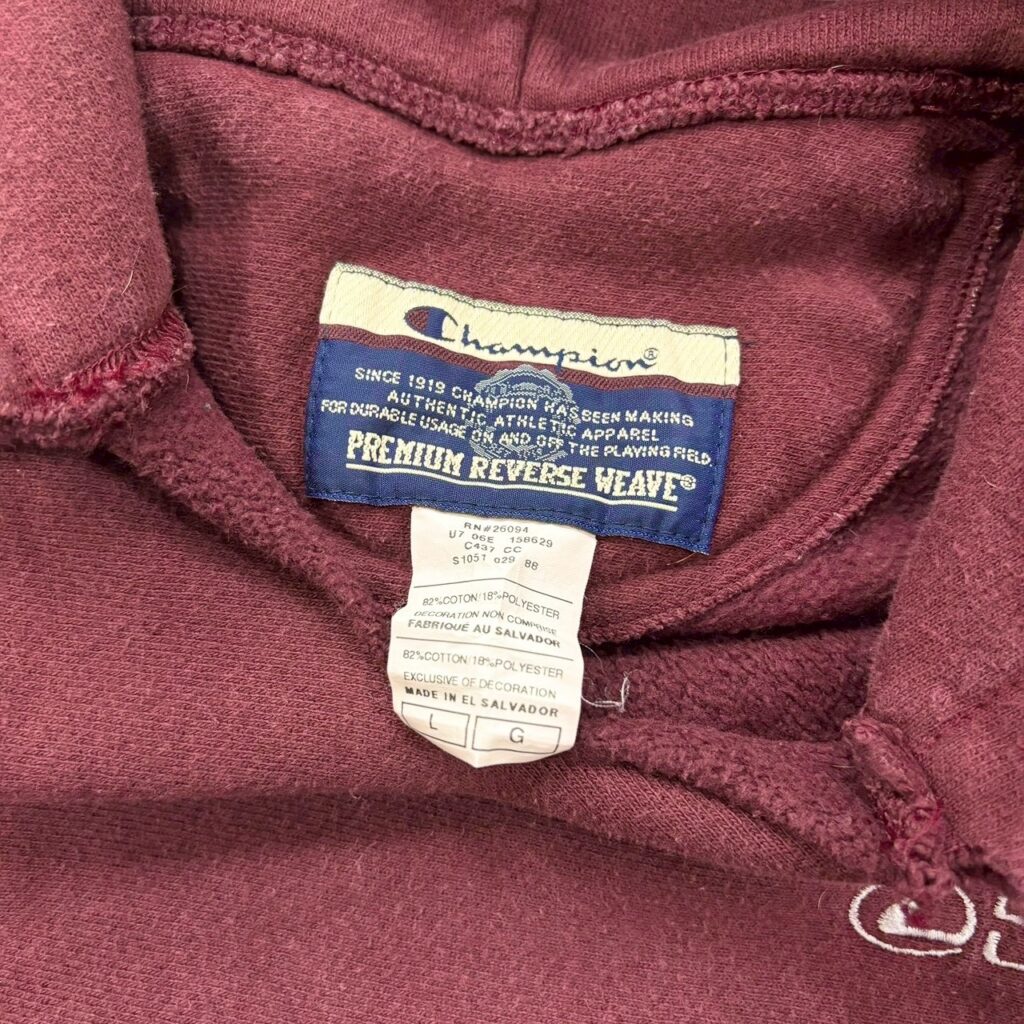 Champion®
SINCE 1919 CHAMPION HAS BEEN MAKING
AUTHENTIC ATHLETIC APPAREL
FOR DURABLE USAGE ON AND OFF THE PLAYING FIELD.
PREMIUM REVERSE WEAVE®
RN#26094
U7 06E 158629
C437 CC
S1051 029 88
82%COTON/18%POLYESTER
DECORATION NON COMPRISE
FABRIQUE AU SALVADOR
82%COTTON/18%POLYESTER
EXCLUSIVE OF DECORATION
MADE IN EL SALVADOR
L G